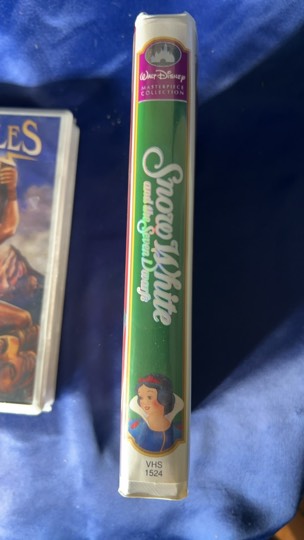 LES
WALT DISNEY
MASTERPIECE
COLLECTION
Snow White
and the Seven Dwarfs
VHS
1524